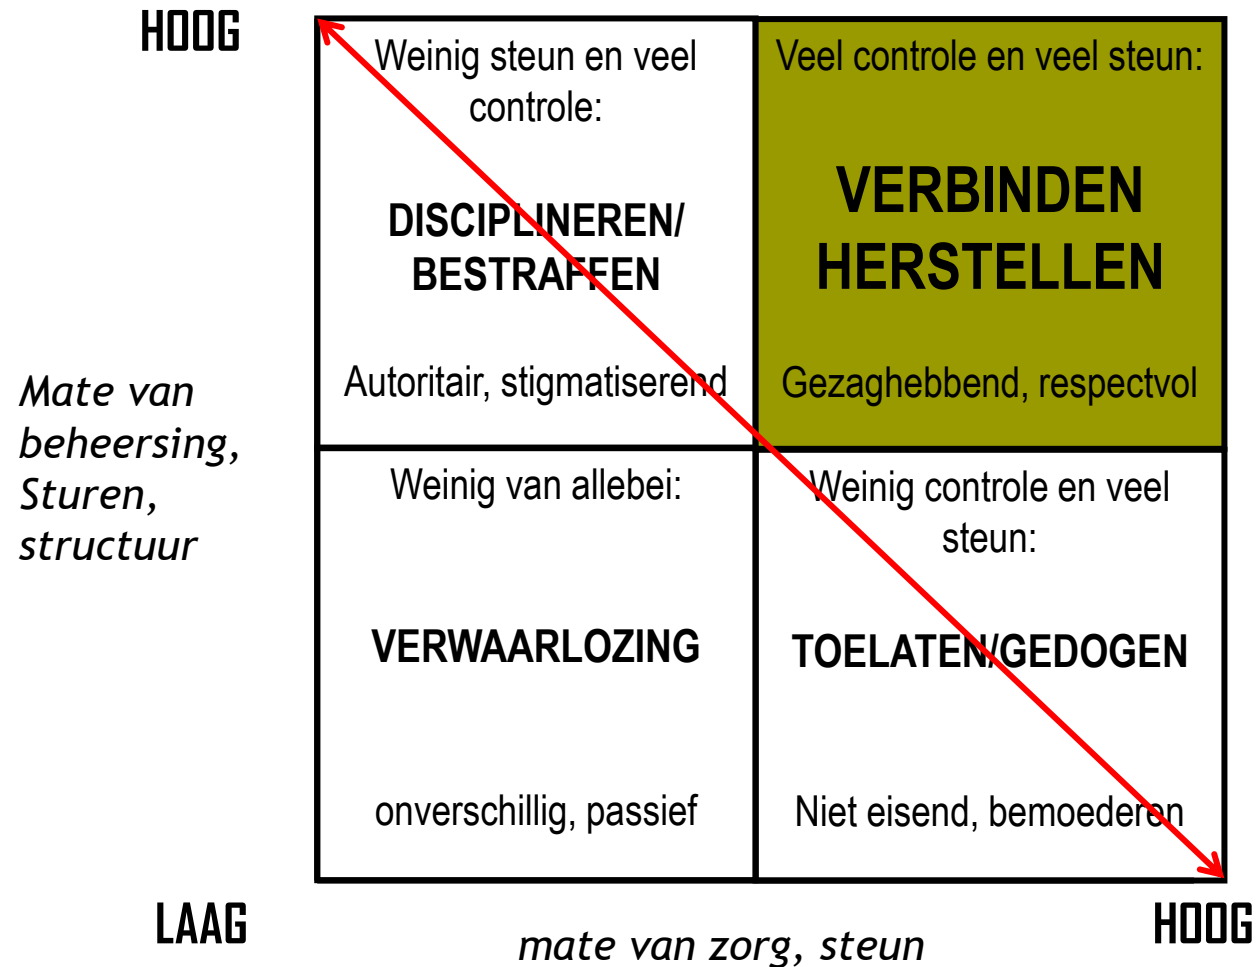 HOOG
Weinig steun en veel
controle:
DISCIPLINEREN/
BESTRAFFEN
Autoritair, stigmatiserend
Veel controle en veel steun:
VERBINDEN
HERSTELLEN
Gezaghebbend, respectvol
Mate van
beheersing,
Sturen,
structuur
Weinig van allebei:
VERWAARLOZING
onverschillig, passief
Weinig controle en veel
steun:
TOELATEN/GEDOGEN
Niet eisend, bemoederen
LAAG
mate van zorg, steun
HOOG